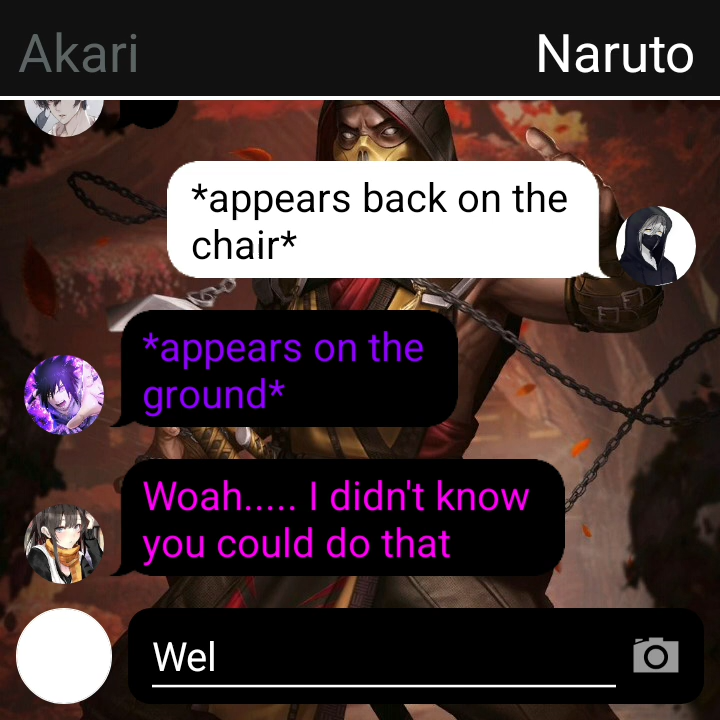 Akari
Naruto
*appears back on the
chair*
*appears on the
ground*
Woah..... I didn't know
you could do that
Wel